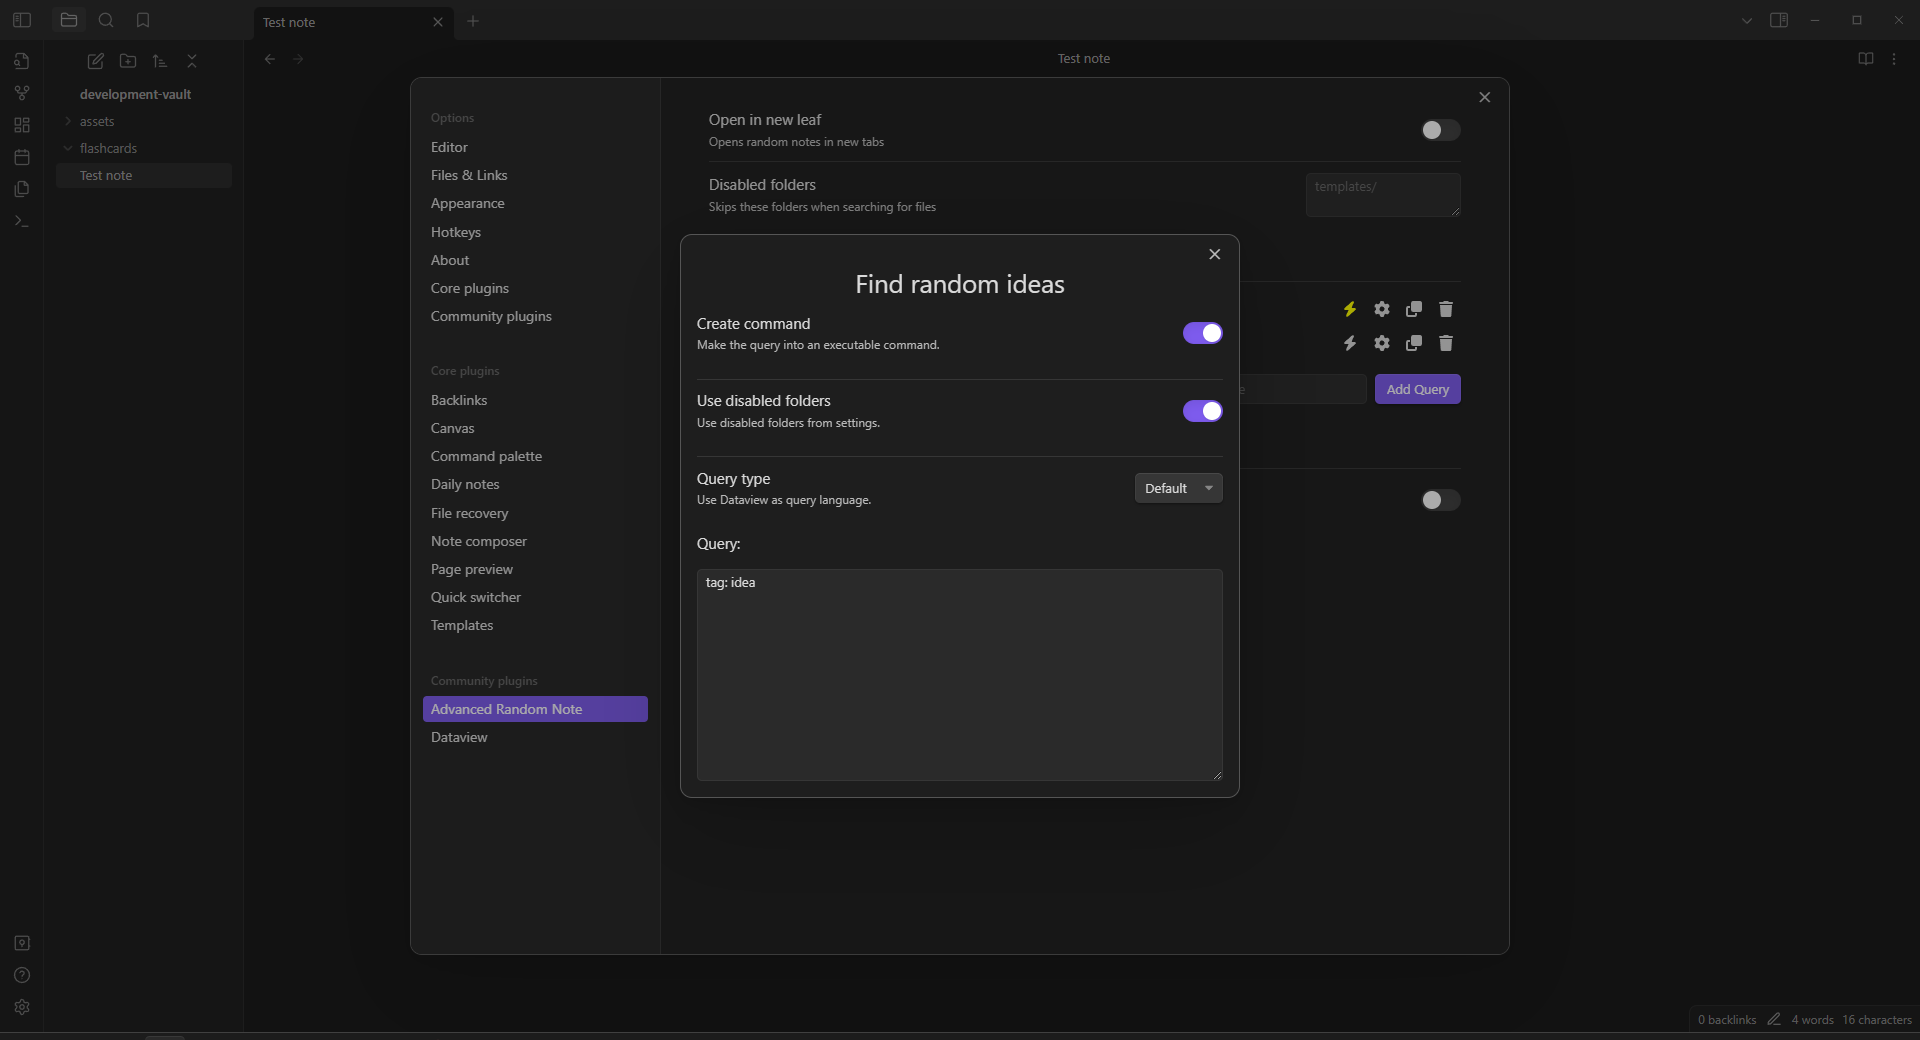 Test note
Test note
development-vault
assets
flashcards
Test note
Options
Editor
Files & Links
Appearance
Hotkeys
About
Core plugins
Community plugins
Core plugins
Backlinks
Canvas
Command palette
Daily notes
File recovery
Note composer
Page preview
Quick switcher
Templates
Community plugins
Advanced Random Note
Dataview
Open in new leaf
Opens random notes in new tabs
Disabled folders
Skips these folders when searching for files
templates/
Add Query
Find random ideas
Create command
Make the query into an executable command.
Use disabled folders
Use disabled folders from settings.
Query type
Use Dataview as query language.
Default
Query:
tag: idea
0 backlinks 4 words 16 characters